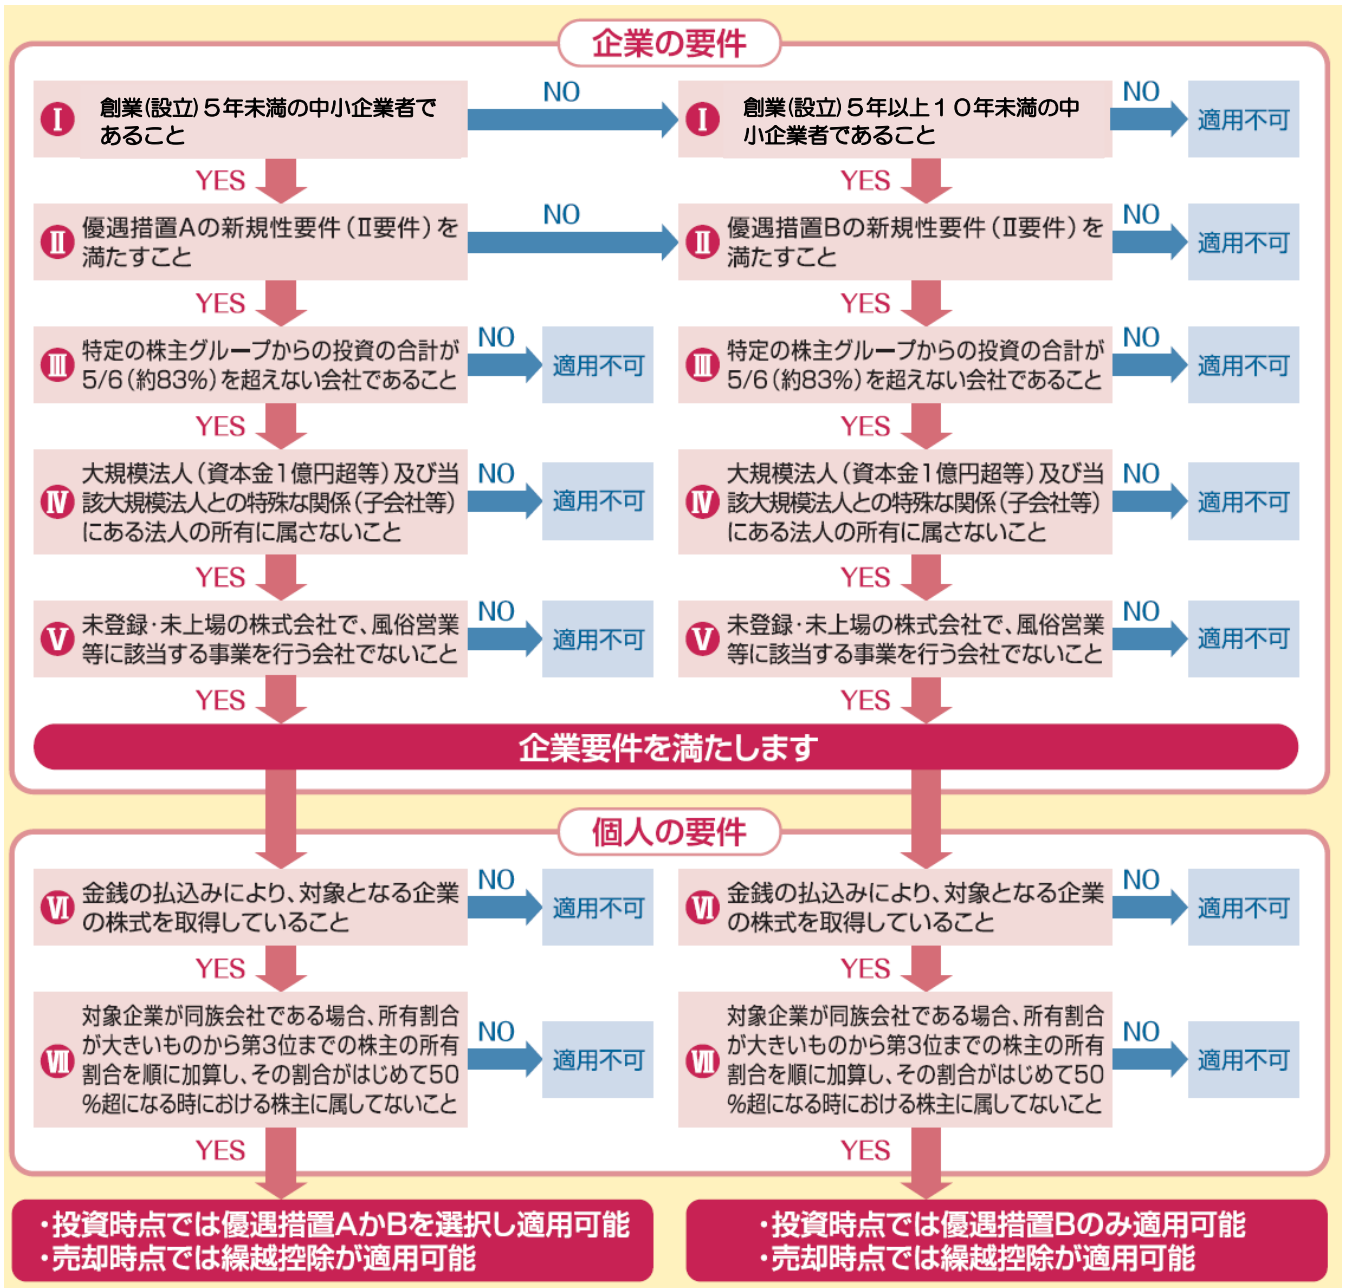 企業の要件
Ⅰ
創業(設立)5年未満の中小企業者で
あること
NO
Ⅰ
創業(設立)5年以上10年未満の中
小企業者であること
NO
適用不可
YES
YES
Ⅱ
優遇措置Aの新規性要件(Ⅱ要件)を
満たすこと
NO
Ⅱ
優遇措置Bの新規性要件(Ⅱ要件)を
満たすこと
NO
適用不可
YES
YES
Ⅲ
特定の株主グループからの投資の合計が
5/6(約83%)を超えない会社であること
NO
適用不可
Ⅲ
特定の株主グループからの投資の合計が
5/6(約83%)を超えない会社であること
NO
適用不可
YES
YES
Ⅳ
大規模法人(資本金1億円超等)及び当
該大規模法人との特殊な関係(子会社等)
にある法人の所有に属さないこと
NO
適用不可
Ⅳ
大規模法人(資本金1億円超等)及び当
該大規模法人との特殊な関係(子会社等)
にある法人の所有に属さないこと
NO
適用不可
YES
YES
Ⅴ
未登録・未上場の株式会社で、風俗営業
等に該当する事業を行う会社でないこと
NO
適用不可
Ⅴ
未登録・未上場の株式会社で、風俗営業
等に該当する事業を行う会社でないこと
NO
適用不可
YES
YES
企業要件を満たします
個人の要件
Ⅵ
金銭の払込みにより、対象となる企業
の株式を取得していること
NO
適用不可
Ⅵ
金銭の払込みにより、対象となる企業
の株式を取得していること
NO
適用不可
YES
YES
Ⅶ
対象企業が同族会社である場合、所有割合
が大きいものから第3位までの株主の所有
割合を順に加算し、その割合がはじめて50
%超になる時における株主に属してないこと
NO
適用不可
Ⅶ
対象企業が同族会社である場合、所有割合
が大きいものから第3位までの株主の所有
割合を順に加算し、その割合がはじめて50
%超になる時における株主に属してないこと
NO
適用不可
YES
YES
・投資時点では優遇措置AかBを選択し適用可能
・売却時点では繰越控除が適用可能
・投資時点では優遇措置Bのみ適用可能
・売却時点では繰越控除が適用可能